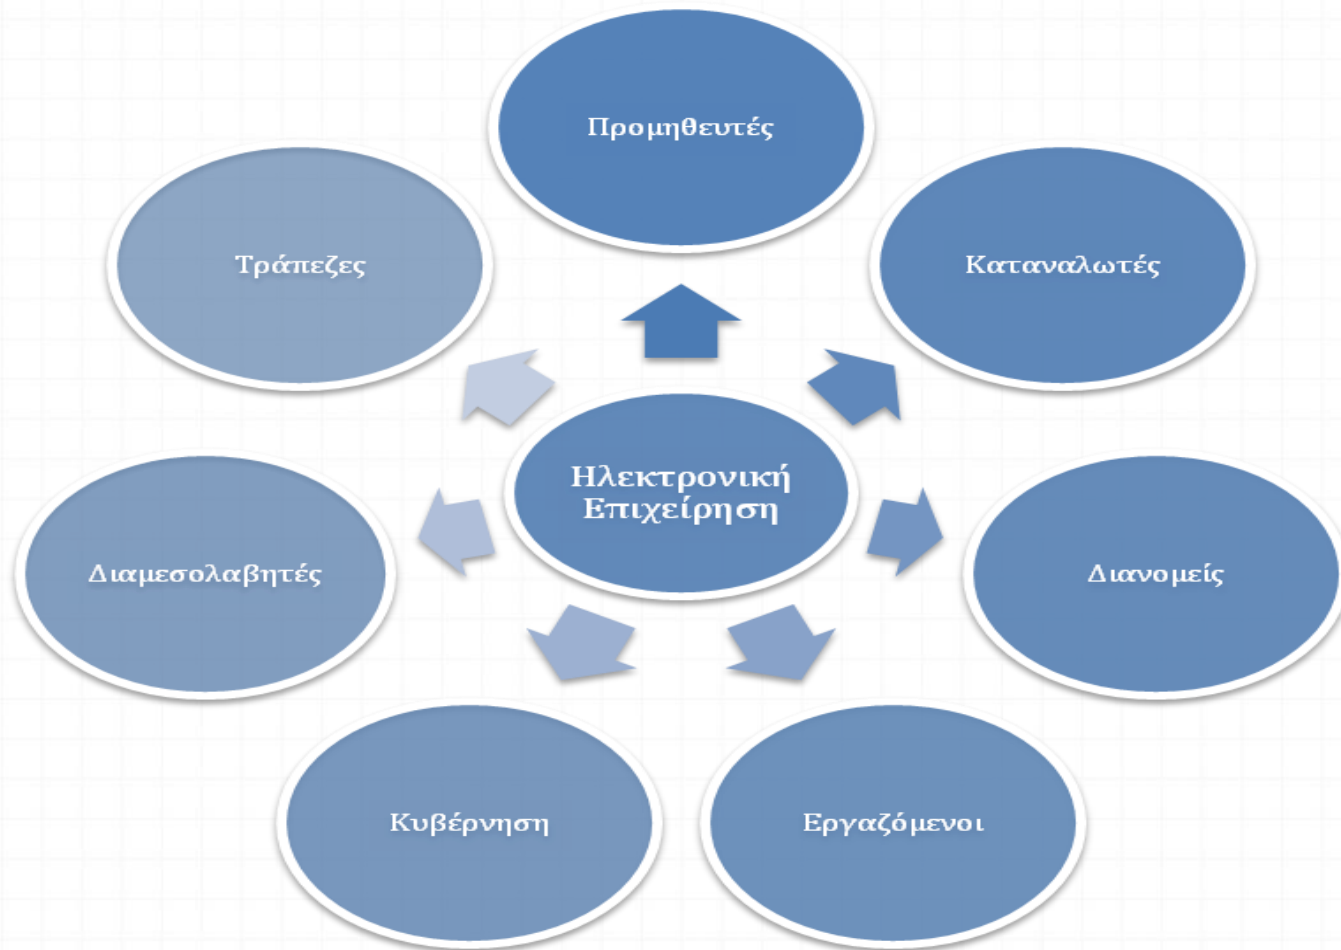 Προμηθευτές
Τράπεζες
Καταναλωτές
Ηλεκτρονική
Επιχείρηση
Διαμεσολαβητές
Διανομείς
Κυβέρνηση
Εργαζόμενοι